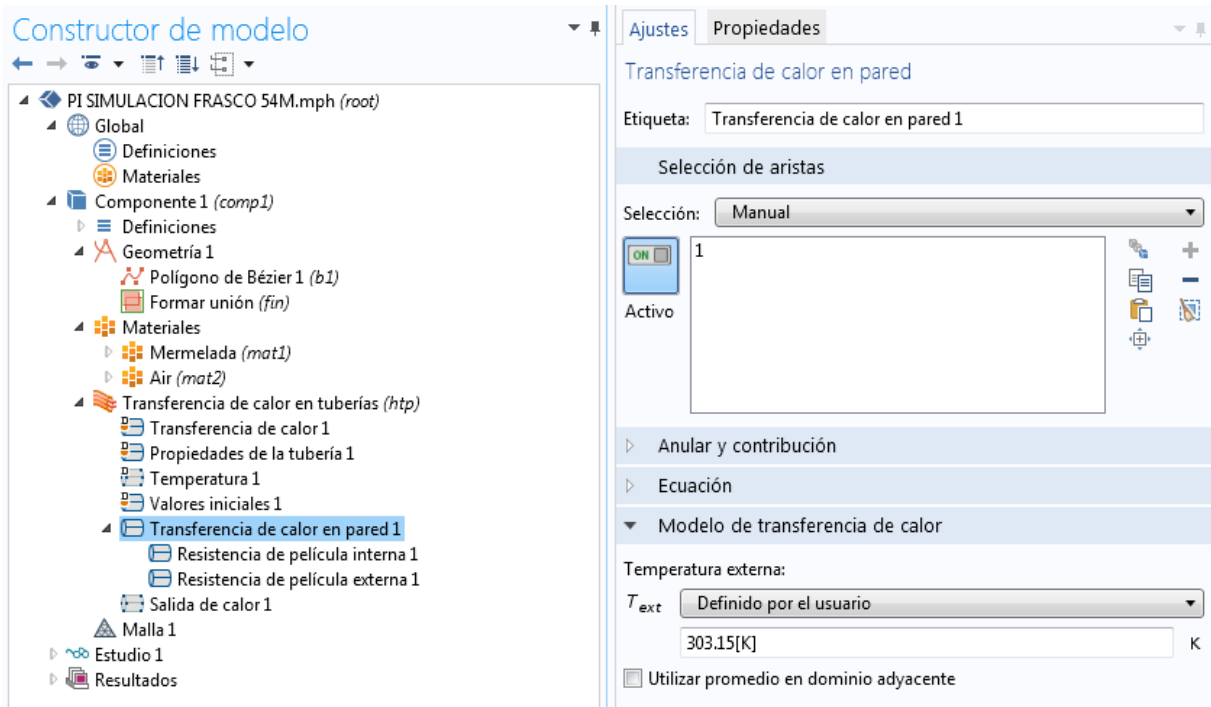 Constructor de modelo
PI SIMULACION FRASCO 54M.mph (root)
Global
Definiciones
Materiales
Componente 1 (comp1)
Definiciones
Geometría 1
Polígono de Bézier 1 (b1)
Formar unión (fin)
Materiales
Mermelada (mat1)
Air (mat2)
Transferencia de calor en tuberías (htp)
Transferencia de calor 1
Propiedades de la tubería 1
Temperatura 1
Valores iniciales 1
Transferencia de calor en pared 1
Resistencia de película interna 1
Resistencia de película externa 1
Salida de calor 1
Malla 1
Estudio 1
Resultados
Ajustes Propiedades
Transferencia de calor en pared
Etiqueta: Transferencia de calor en pared 1
Selección de aristas
Selección: Manual
ON
1
Activo
Anular y contribución
Ecuación
Modelo de transferencia de calor
Temperatura externa:
T ext Definido por el usuario
303.15[K] K
Utilizar promedio en dominio adyacente